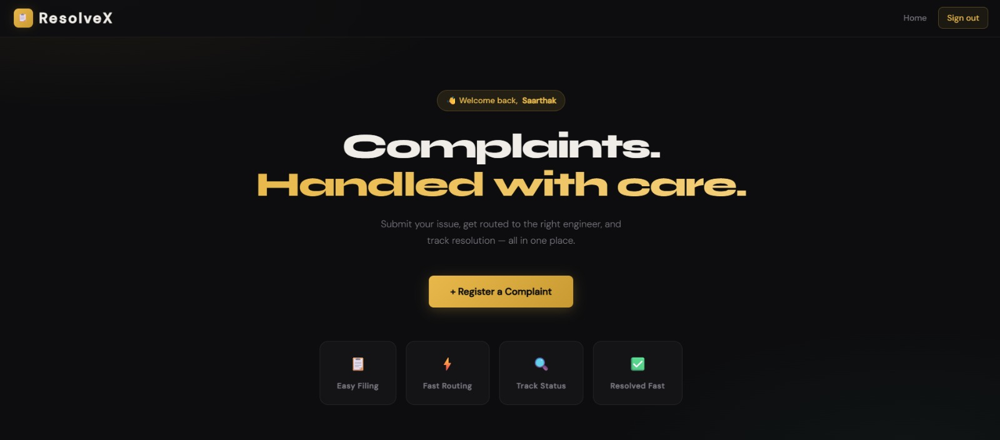 ResolveX
Home
Sign out
👋 Welcome back, Saarthak
Complaints.
Handled with care.
Submit your issue, get routed to the right engineer, and
track resolution — all in one place.
+ Register a Complaint
Easy Filing
Fast Routing
Track Status
Resolved Fast